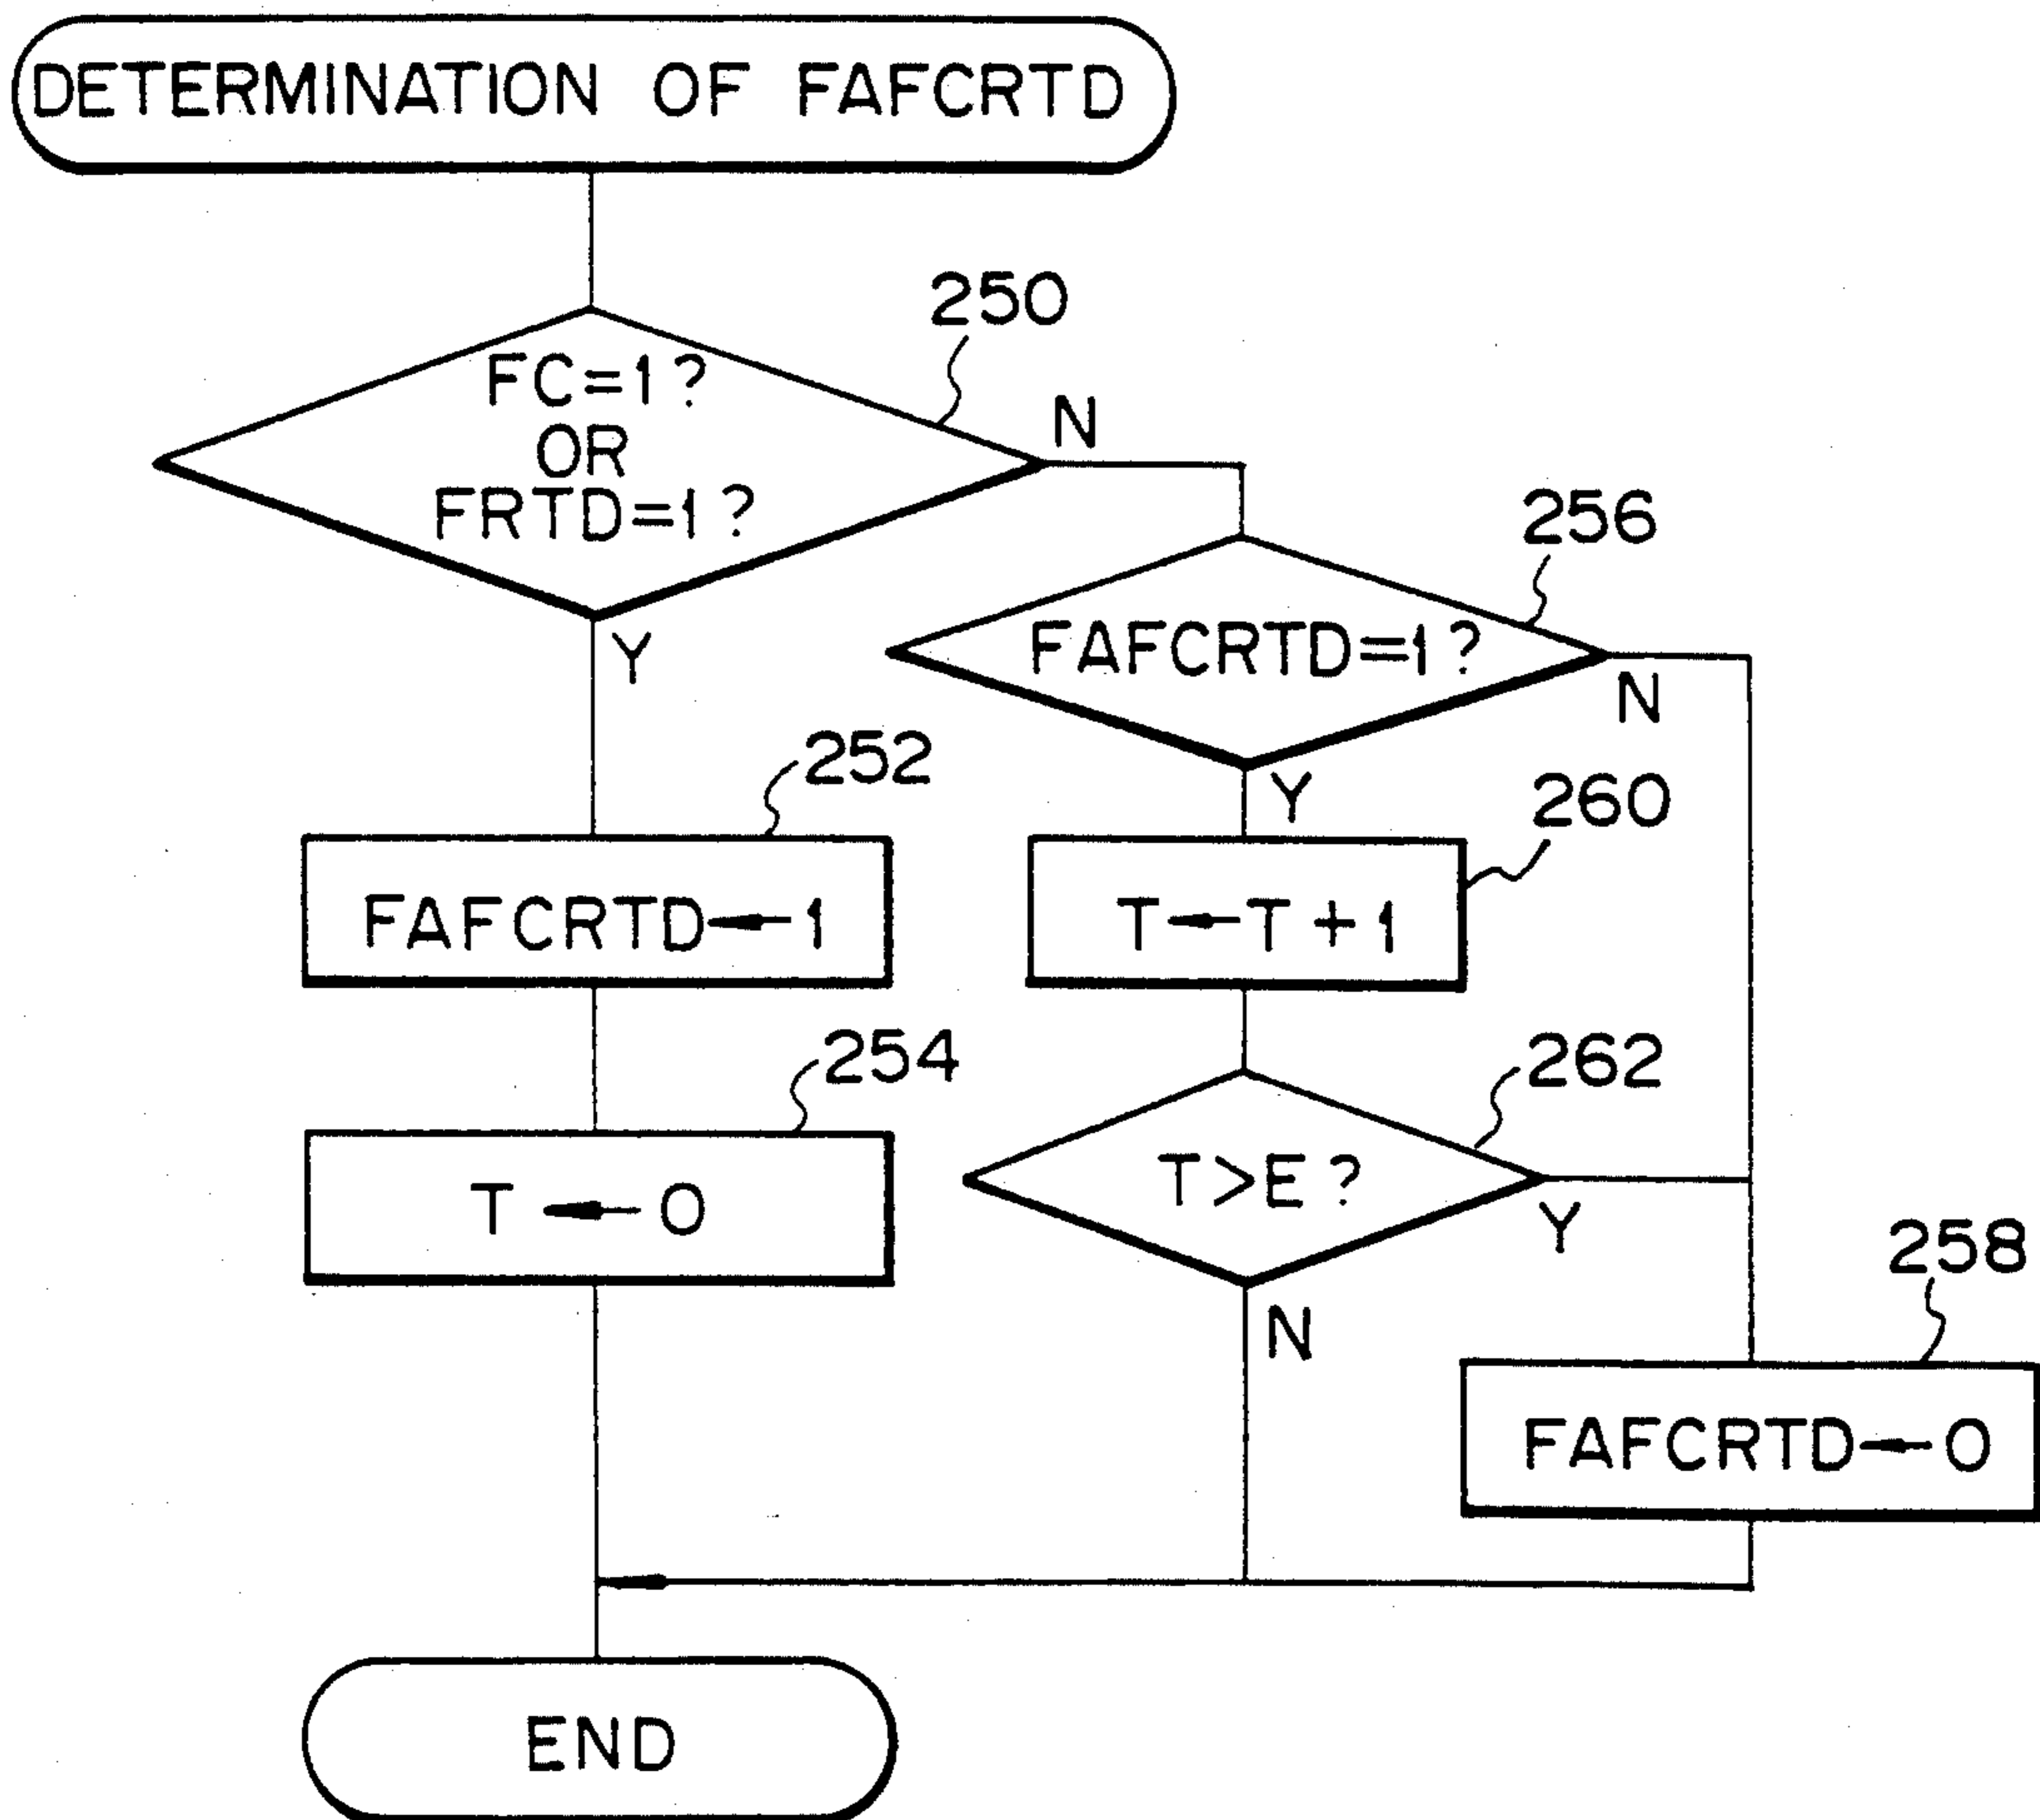 DETERMINATION OF FAFCRTD
250
FC=1?
OR
FRTD=1?
N
Y
256
FAFCRTD=1?
N
Y
252
FAFCRTD←1
260
T←T+1
254
T←0
262
T>E?
Y
N
258
FAFCRTD←0
END